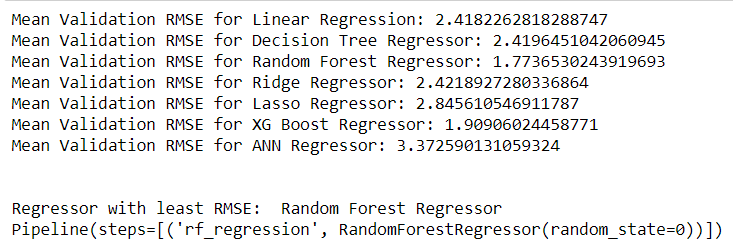 Mean Validation RMSE for Linear Regression: 2.4182262818288747
Mean Validation RMSE for Decision Tree Regressor: 2.4196451042060945
Mean Validation RMSE for Random Forest Regressor: 1.7736530243919693
Mean Validation RMSE for Ridge Regressor: 2.4218927280336864
Mean Validation RMSE for Lasso Regressor: 2.845610546911787
Mean Validation RMSE for XG Boost Regressor: 1.90906024458771
Mean Validation RMSE for ANN Regressor: 3.372590131059324
Regressor with least RMSE:  Random Forest Regressor
Pipeline(steps=[('rf_regression', RandomForestRegressor(random_state=0))])